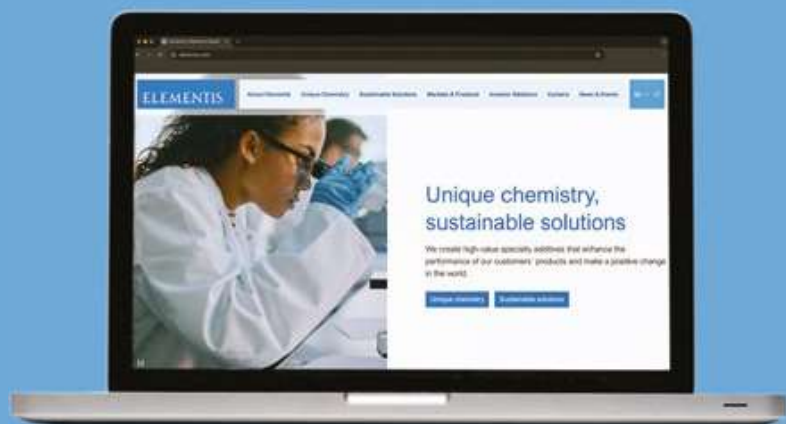 ELEMENTIS
About Elementis Unique Chemistry Sustainable Solutions Markets & Products Investor Relations Careers News & Events
Unique chemistry,
sustainable solutions
We create high-value specialty additives that enhance the
performance of our customers' products and make a positive change
in the world.
Unique chemistry Sustainable solutions